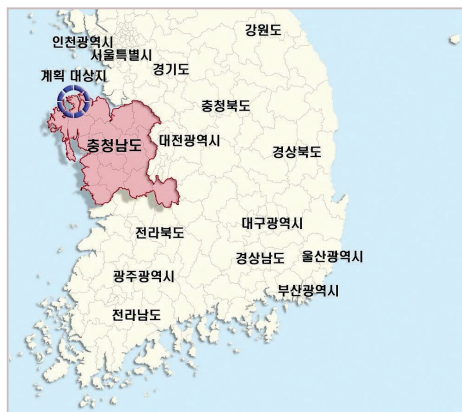 강원도
인천광역시
서울특별시
경기도
계획 대상지
충청북도
충청남도
대전광역시
경상북도
대구광역시
전라북도
경상남도
울산광역시
광주광역시
부산광역시
전라남도